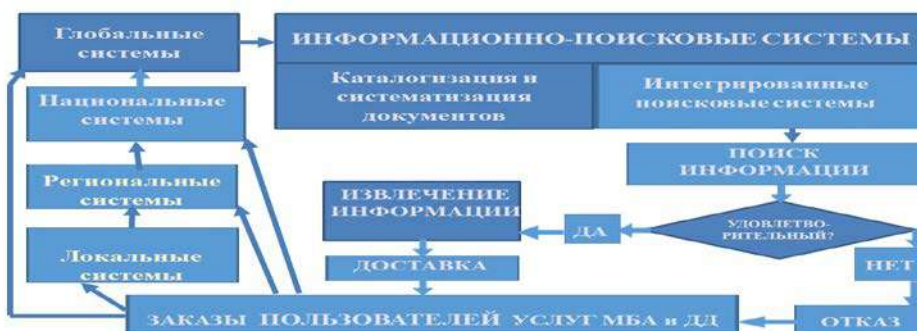 Глобальные
системы
ИНФОРМАЦИОННО-ПОИСКОВЫЕ СИСТЕМЫ
Каталогизация и
систематизация
документов
Интегрированные
поисковые системы
Национальные
системы
ПОИСК
ИНФОРМАЦИИ
Региональные
системы
ИЗВЛЕЧЕНИЕ
ИНФОРМАЦИИ
УДОВЛЕТВО-
РИТЕЛЬНЫЙ?
ДА
Локальные
системы
ДОСТАВКА
НЕТ
ЗАКАЗЫ ПОЛЬЗОВАТЕЛЕЙ УСЛУГ МБА и ДД
ОТКАЗ